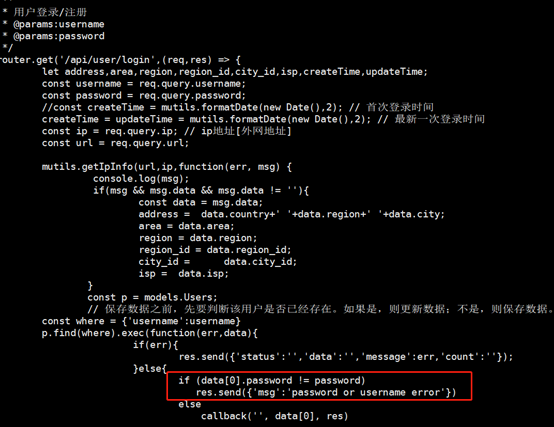 * 用户登录/注册
* @params:username
* @params:password
*/
router.get('/api/user/login',(req,res) => {
let address,area,region,region_id,city_id,isp,createTime,updateTime;
const username = req.query.username;
const password = req.query.password;
//const createTime = mutils.formatDate(new Date(),2); // 首次登录时间
createTime = updateTime = mutils.formatDate(new Date(),2); // 最新一次登录时间
const ip = req.query.ip; // ip地址[外网地址]
const url = req.query.url;
mutils.getIpInfo(url,ip,function(err, msg) {
console.log(msg);
if(msg && msg.data && msg.data != ''){
const data = msg.data;
address = data.country+' '+data.region+' '+data.city;
area = data.area;
region = data.region;
region_id = data.region_id;
city_id = data.city_id;
isp = data.isp;
}
const p = models.Users;
// 保存数据之前，先要判断该用户是否已经存在。如果是，则更新数据；不是，则保存数据。
const where = {'username':username}
p.find(where).exec(function(err,data){
if(err){
res.send({'status':'','data':'','message':err,'count':''});
}else{
if (data[0].password != password)
res.send({'msg':'password or username error'})
else
callback('', data[0], res)